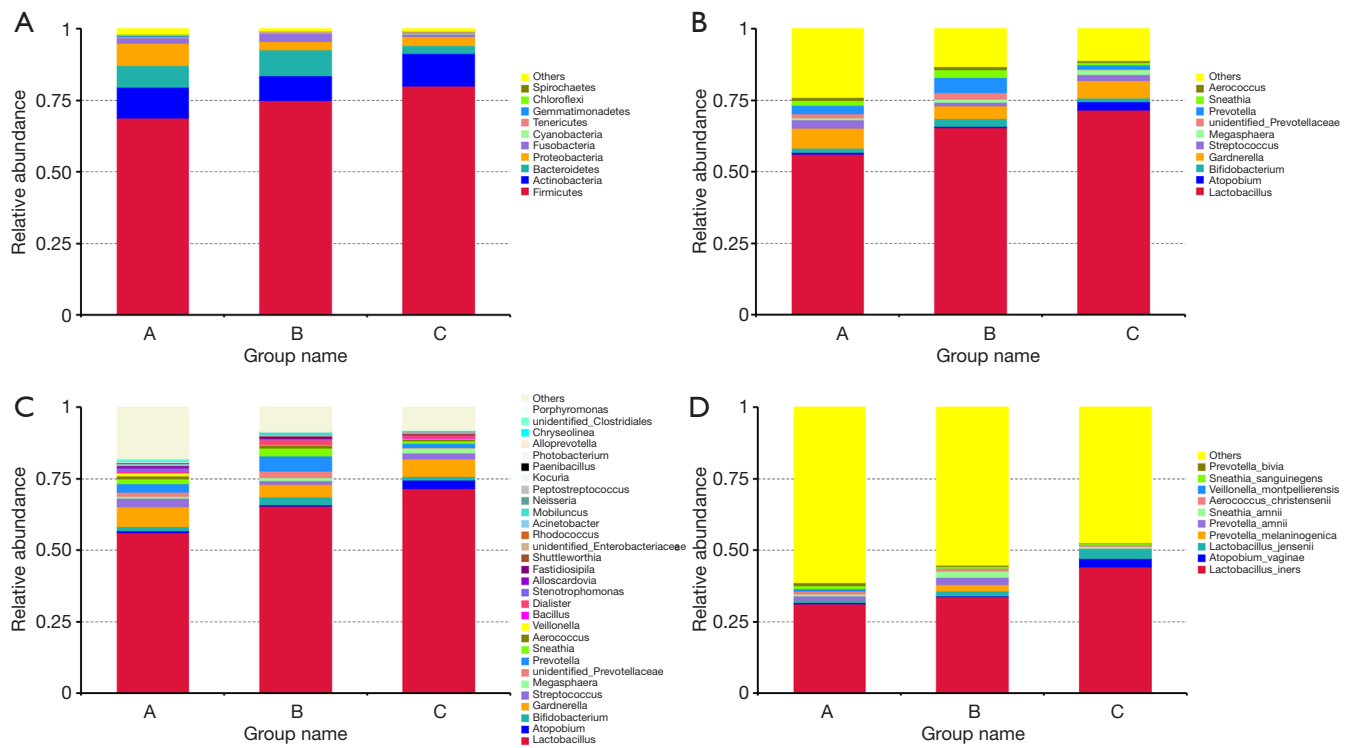 A
Relative abundance
1
0.75
0.50
0.25
0
A B C
Group name
Others
Spirochaetes
Chloroflexi
Gemmatimonadetes
Tenericutes
Cyanobacteria
Fusobacteria
Proteobacteria
Bacteroidetes
Actinobacteria
Firmicutes
B
Relative abundance
1
0.75
0.50
0.25
0
A B C
Group name
Others
Aerococcus
Sneathia
Prevotella
unidentified_Prevotellaceae
Megasphaera
Streptococcus
Gardnerella
Bifidobacterium
Atopobium
Lactobacillus
C
Relative abundance
1
0.75
0.50
0.25
0
A B C
Group name
Others
Porphyromonas
unidentified_Clostridiales
Chryseolinea
Alloprevotella
Photobacterium
Paenibacillus
Kocuria
Peptostreptococcus
Neisseria
Mobiluncus
Acinetobacter
Rhodococcus
unidentified_Enterobacteriaceae
Shuttleworthia
Fastidiosipila
Alloscardovia
Stenotrophomonas
Dialister
Bacillus
Veillonella
Aerococcus
Sneathia
Prevotella
unidentified_Prevotellaceae
Megasphaera
Streptococcus
Gardnerella
Bifidobacterium
Atopobium
Lactobacillus
D
Relative abundance
1
0.75
0.50
0.25
0
A B C
Group name
Others
Prevotella_bivia
Sneathia_sanguinegens
Veillonella_montpellierensis
Aerococcus_christensenii
Sneathia_amnii
Prevotella_amnii
Prevotella_melaninogenica
Lactobacillus_jensenii
Atopobium_vaginae
Lactobacillus_iners